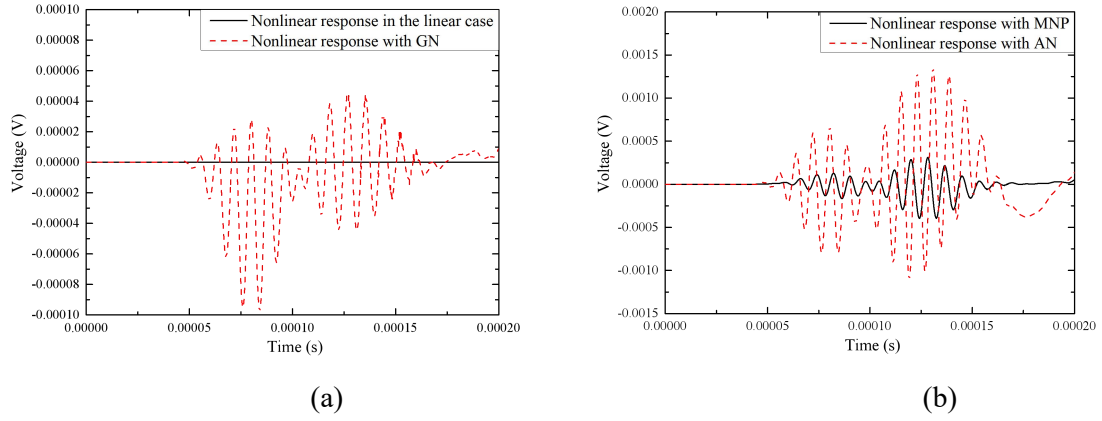 0.00010
0.00008
0.00006
0.00004
0.00002
0.00000
-0.00002
-0.00004
-0.00006
-0.00008
-0.00010
Voltage (V)
Nonlinear response in the linear case
Nonlinear response with GN
0.00000 0.00005 0.00010 0.00015 0.00020
Time (s)
(a)
0.0020
0.0015
0.0010
0.0005
0.0000
-0.0005
-0.0010
-0.0015
Voltage (V)
Nonlinear response with MNP
Nonlinear response with AN
0.00000 0.00005 0.00010 0.00015 0.00020
Time (s)
(b)